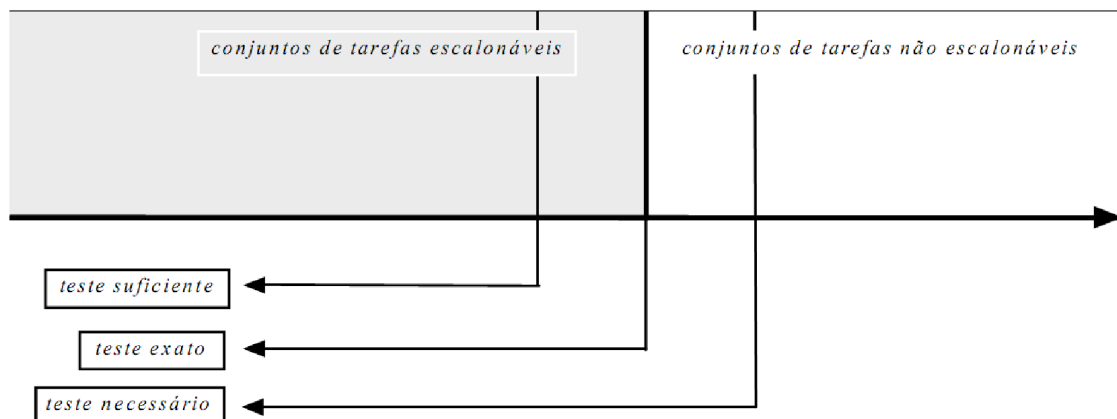 conjuntos de tarefas escalonáveis
conjuntos de tarefas não escalonáveis
teste suficiente
teste exato
teste necessário